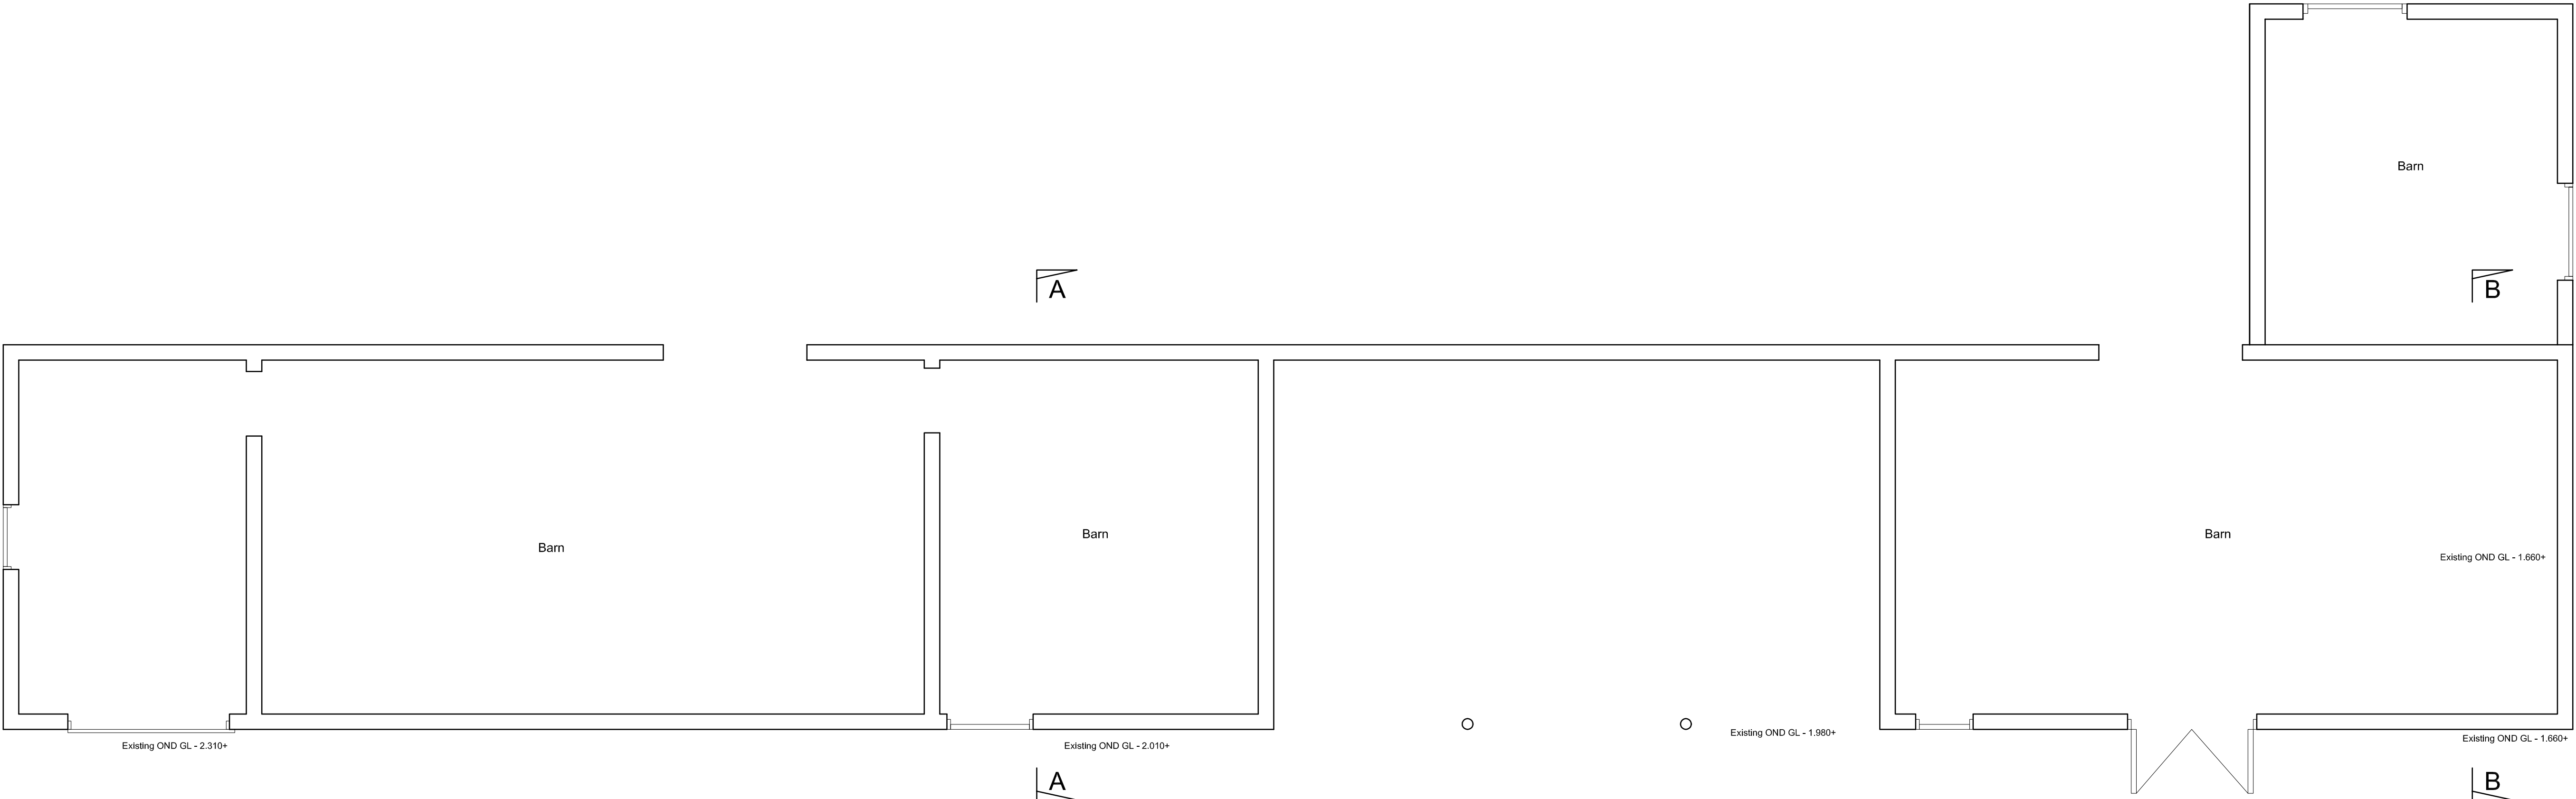 Barn
A
B
Barn
Barn
Barn
Existing OND GL - 1.660+
Existing OND GL - 2.310+
Existing OND GL - 2.010+
Existing OND GL - 1.980+
Existing OND GL - 1.660+
A
B